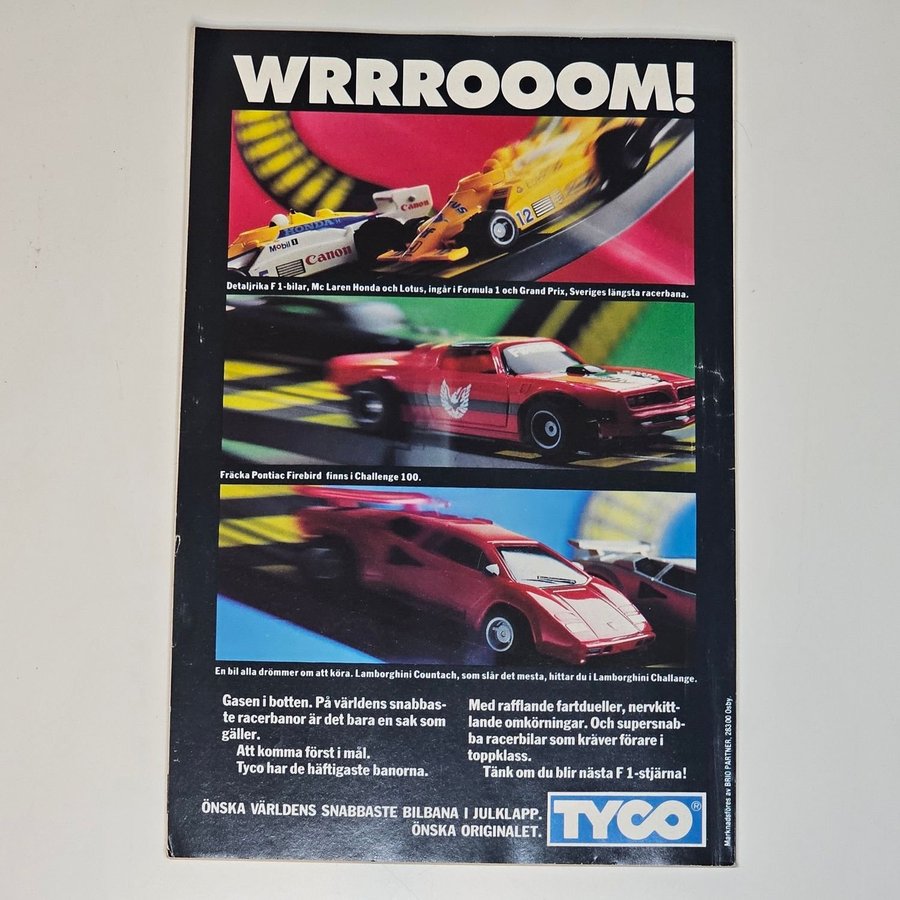 WRRROOOM!
Canon
HONDA
Mobil 1
Canon
12
Detaljrika F 1-bilar, Mc Laren Honda och Lotus, ingår i Formula 1 och Grand Prix, Sveriges längsta racerbana.
Fräcka Pontiac Firebird finns i Challenge 100.
En bil alla drömmer om att köra. Lamborghini Countach, som slår det mesta, hittar du i Lamborghini Challange.
Gasen i botten. På världens snabbas-
te racerbanor är det bara en sak som
gäller.
Att komma först i mål.
Tyco har de häftigaste banorna.
Med rafflande fartdueller, nervkitt-
lande omkörningar. Och supersnab-
ba racerbilar som kräver förare i
toppklass.
Tänk om du blir nästa F 1-stjärna!
ÖNSKA VÄRLDENS SNABBASTE BILBANA I JULKLAPP.
ÖNSKA ORIGINALET.
TYCO®
Marknadsföres av BRIO PARTNER, 283 00 Osby.